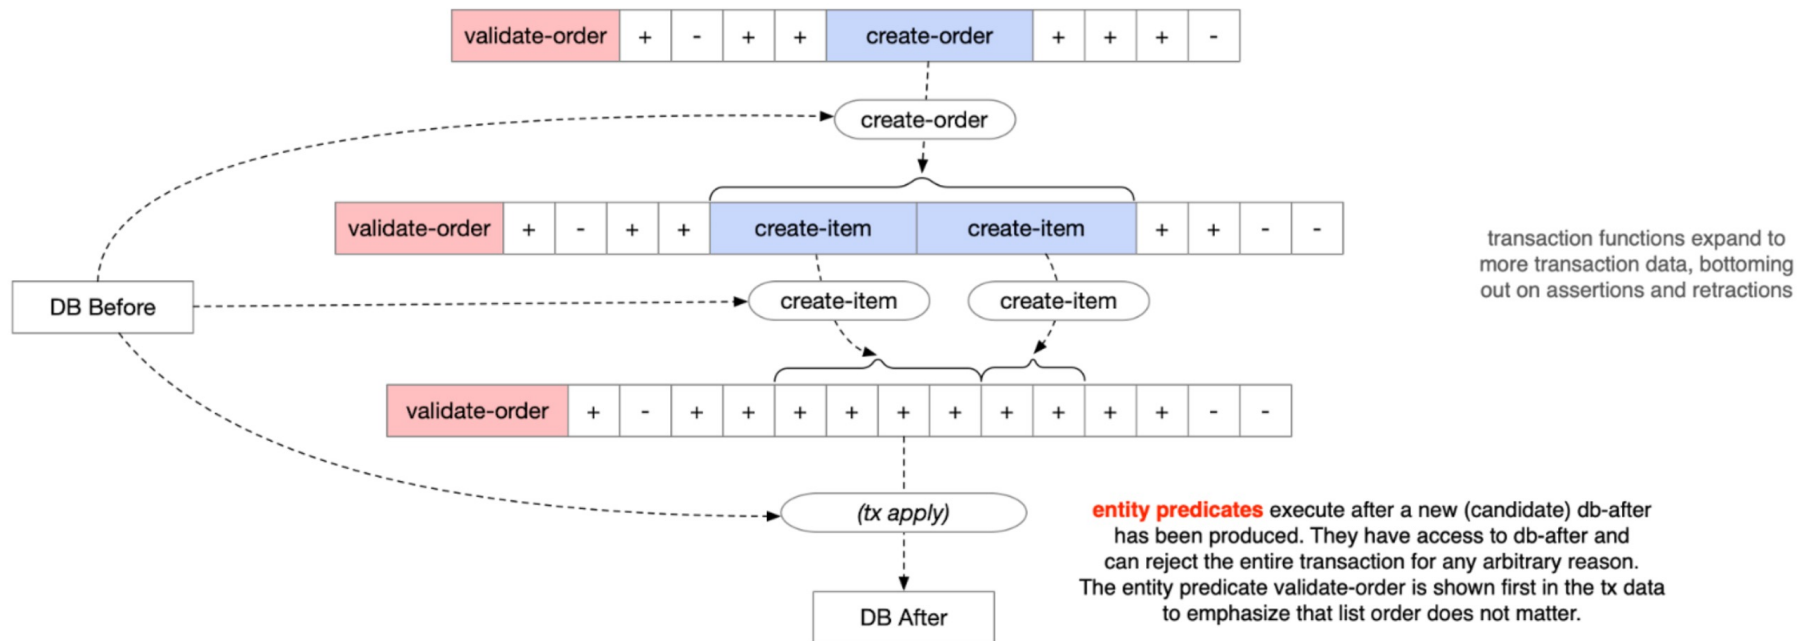 validate-order + - + + create-order + + + -
create-order
validate-order + - + + create-item create-item + + - -
transaction functions expand to
more transaction data, bottoming
out on assertions and retractions
DB Before
create-item create-item
validate-order + - + + + + + + + + + + - -
(tx apply)
entity predicates execute after a new (candidate) db-after
has been produced. They have access to db-after and
can reject the entire transaction for any arbitrary reason.
The entity predicate validate-order is shown first in the tx data
to emphasize that list order does not matter.
DB After